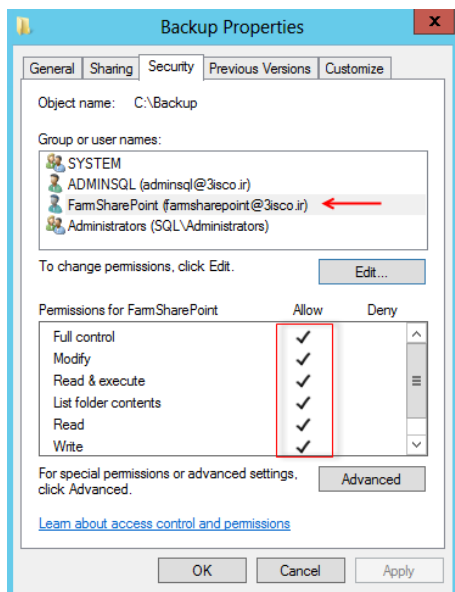 Backup Properties
x
General Sharing Security Previous Versions Customize
Object name: C:\Backup
Group or user names:
SYSTEM
ADMINSQL (adminsql@3isco.ir)
FarmSharePoint (farmsharepoint@3isco.ir)
Administrators (SQL\Administrators)
To change permissions, click Edit.
Edit...
Permissions for FarmSharePoint Allow Deny
Full control
Modify
Read & execute
List folder contents
Read
Write
For special permissions or advanced settings,
click Advanced.
Advanced
Learn about access control and permissions
OK Cancel Apply